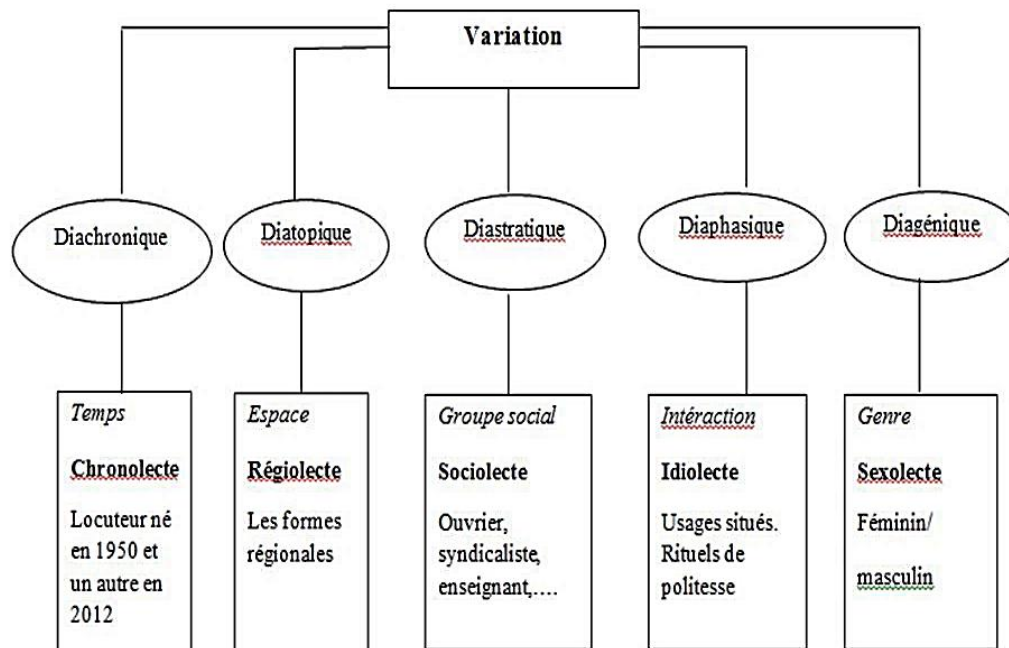 Variation
Diachronique
Diatopique
Diastratique
Diaphasique
Diagénique
Temps
Chronolecte
Locuteur né
en 1950 et
un autre en
2012
Espace
Régiolecte
Les formes
régionales
Groupe social
Sociolecte
Ouvrier,
syndicaliste,
enseignant,....
Intéraction
Idiolecte
Usages situés.
Rituels de
politesse
Genre
Sexolecte
Féminin/
masculin